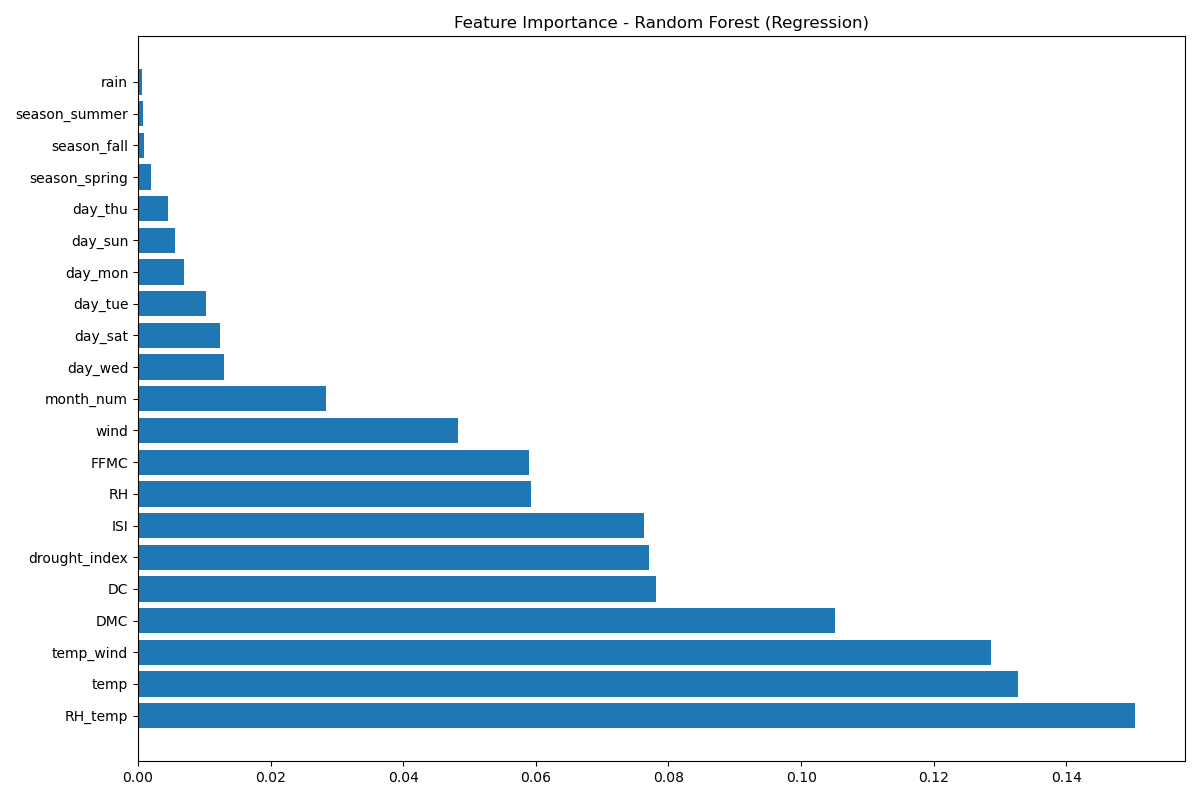 Feature Importance - Random Forest (Regression)
rain
season_summer
season_fall
season_spring
day_thu
day_sun
day_mon
day_tue
day_sat
day_wed
month_num
wind
FFMC
RH
ISI
drought_index
DC
DMC
temp_wind
temp
RH_temp
0.00 0.02 0.04 0.06 0.08 0.10 0.12 0.14